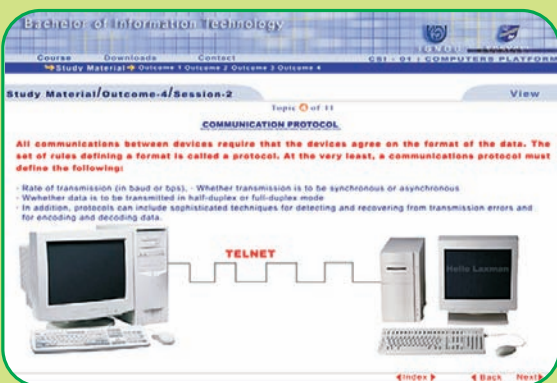 Bachelor of Information Technology
IGNOU
Course Downloads Contact
CSI - 01 : COMPUTERS PLATFORM
Study Material Outcome 1 Outcome 2 Outcome 3 Outcome 4
Study Material/Outcome-4/Session-2
View
Topic 4 of 11
COMMUNICATION PROTOCOL
All communications between devices require that the devices agree on the format of the data. The
set of rules defining a format is called a protocol. At the very least, a communications protocol must
define the following:
· Rate of transmission (in baud or bps), · Whether transmission is to be synchronous or asynchronous
· Wwhether data is to be transmitted in half-duplex or full-duplex mode
· In addition, protocols can include sophisticated techniques for detecting and recovering from transmission errors and
for encoding and decoding data.
TELNET
Hello Laxman
Index Back Next